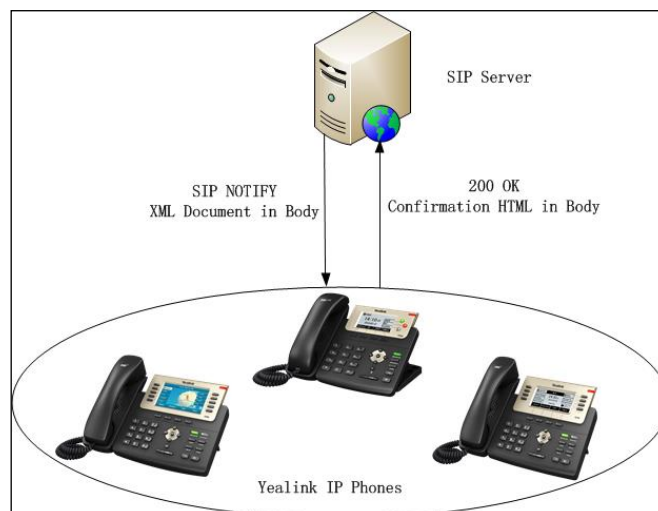 SIP Server
SIP NOTIFY
XML Document in Body
200 OK
Confirmation HTML in Body
Yealink IP Phones